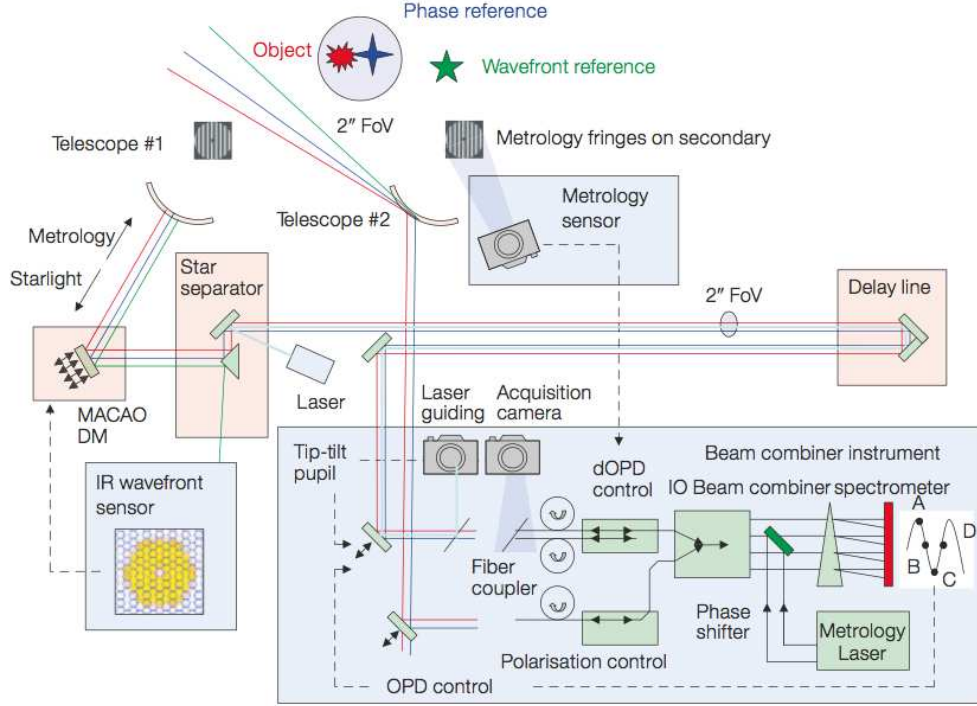 Phase reference
Object
Wavefront reference
2″ FoV
Telescope #1
Metrology fringes on secondary
Telescope #2
Metrology
sensor
Metrology
Starlight
Star
separator
2″ FoV
Delay line
MACAO
DM
Laser
Laser
guiding
Acquisition
camera
Tip-tilt
pupil
dOPD
control
Beam combiner instrument
IO Beam combiner spectrometer
IR wavefront
sensor
A
D
B
C
Fiber
coupler
Phase
shifter
Metrology
Laser
Polarisation control
OPD control